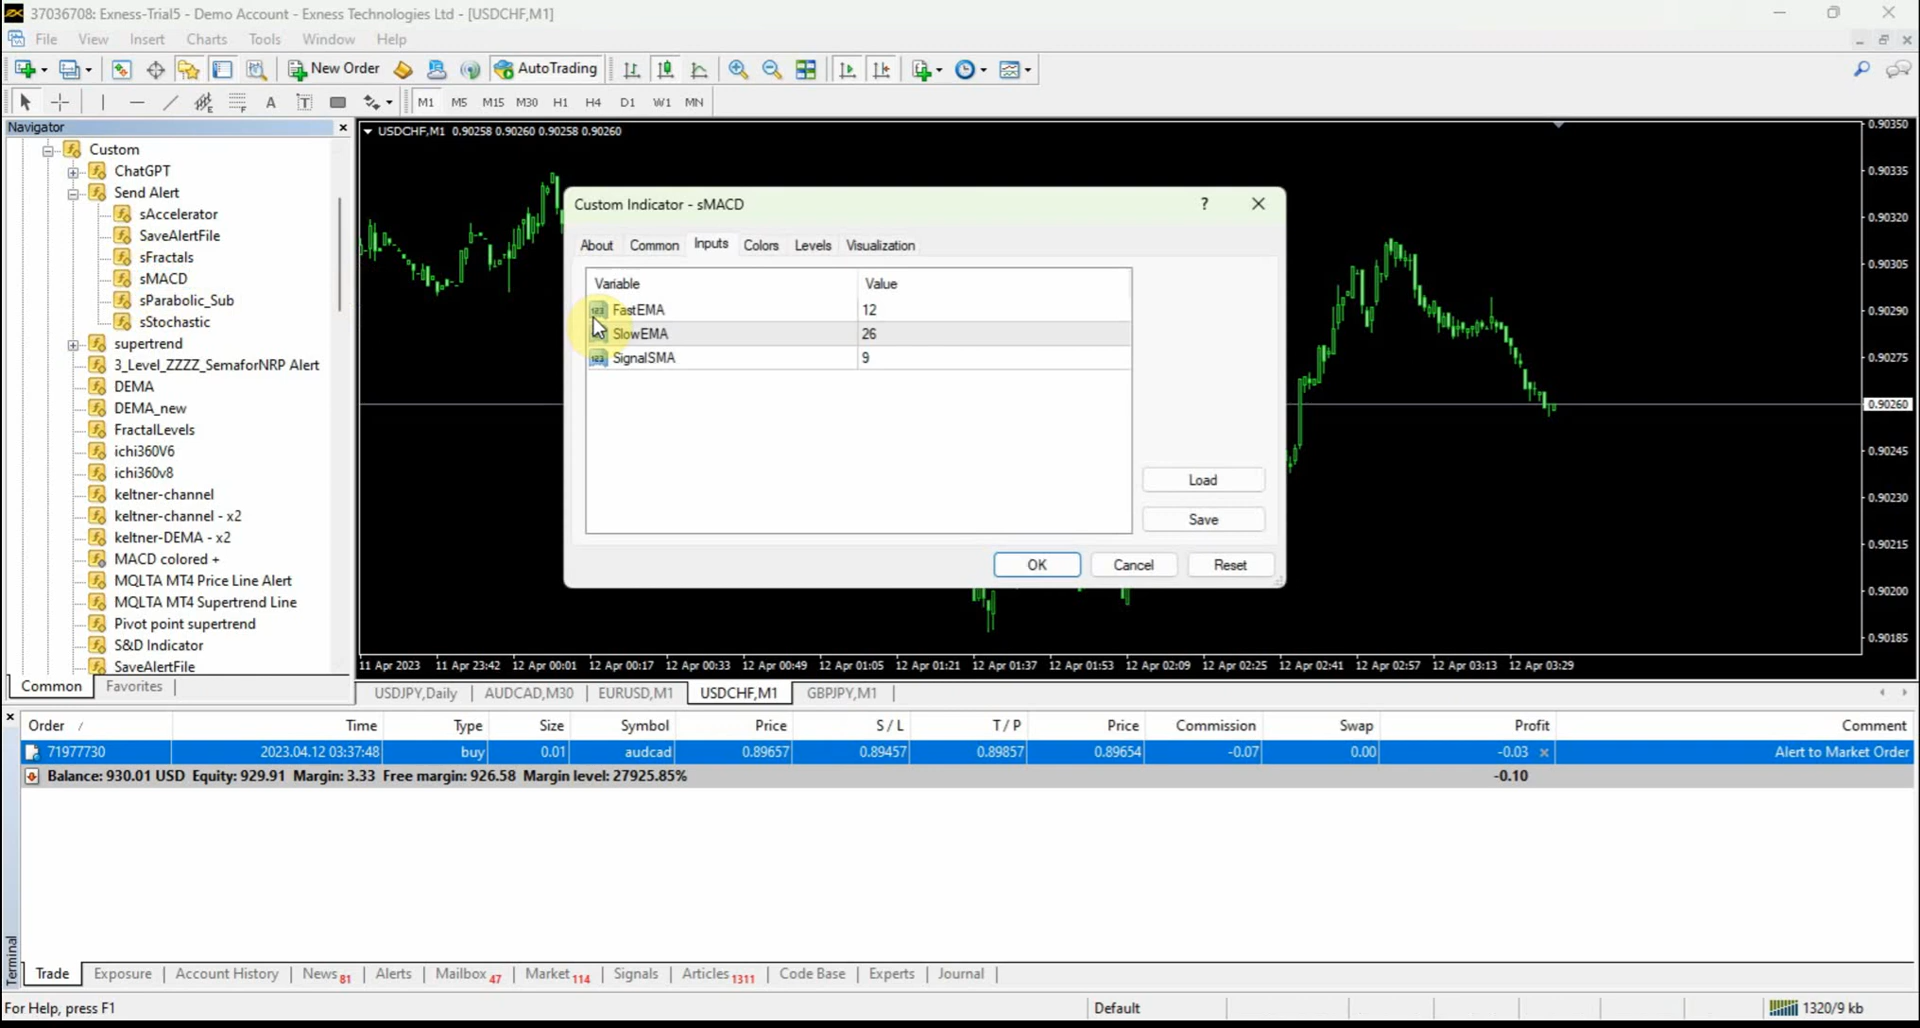 37036708: Exness-Trial5 - Demo Account - Exness Technologies Ltd - [USDCHF,M1]
File View Insert Charts Tools Window Help
New Order AutoTrading
A T M1 M5 M15 M30 H1 H4 D1 W1 MN
Navigator
Custom
ChatGPT
Send Alert
sAccelerator
SaveAlertFile
sFractals
sMACD
sParabolic_Sub
sStochastic
supertrend
3_Level_ZZZZ_SemaforNRP Alert
DEMA
DEMA_new
FractalLevels
ichi360V6
ichi360v8
keltner-channel
keltner-channel - x2
keltner-DEMA - x2
MACD colored +
MQLTA MT4 Price Line Alert
MQLTA MT4 Supertrend Line
Pivot point supertrend
S&D Indicator
SaveAlertFile
Common Favorites
USDCHF,M1 0.90258 0.90260 0.90258 0.90260
Custom Indicator - sMACD ?
About Common Inputs Colors Levels Visualization
Variable Value
123 FastEMA 12
SlowEMA 26
123 SignalSMA 9
Load
Save
OK Cancel Reset
0.90350
0.90335
0.90320
0.90305
0.90290
0.90275
0.90260
0.90245
0.90230
0.90215
0.90200
0.90185
11 Apr 2023 11 Apr 23:42 12 Apr 00:01 12 Apr 00:17 12 Apr 00:33 12 Apr 00:49 12 Apr 01:05 12 Apr 01:21 12 Apr 01:37 12 Apr 01:53 12 Apr 02:09 12 Apr 02:25 12 Apr 02:41 12 Apr 02:57 12 Apr 03:13 12 Apr 03:29
USDJPY,Daily AUDCAD,M30 EURUSD,M1 USDCHF,M1 GBPJPY,M1
Order / Time Type Size Symbol Price S / L T / P Price Commission Swap Profit Comment
71977730 2023.04.12 03:37:48 buy 0.01 audcad 0.89657 0.89457 0.89857 0.89654 -0.07 0.00 -0.03 Alert to Market Order
Balance: 930.01 USD Equity: 929.91 Margin: 3.33 Free margin: 926.58 Margin level: 27925.85% -0.10
Terminal
Trade Exposure Account History News 81 Alerts Mailbox 47 Market 114 Signals Articles 1311 Code Base Experts Journal
For Help, press F1 Default 1320/9 kb